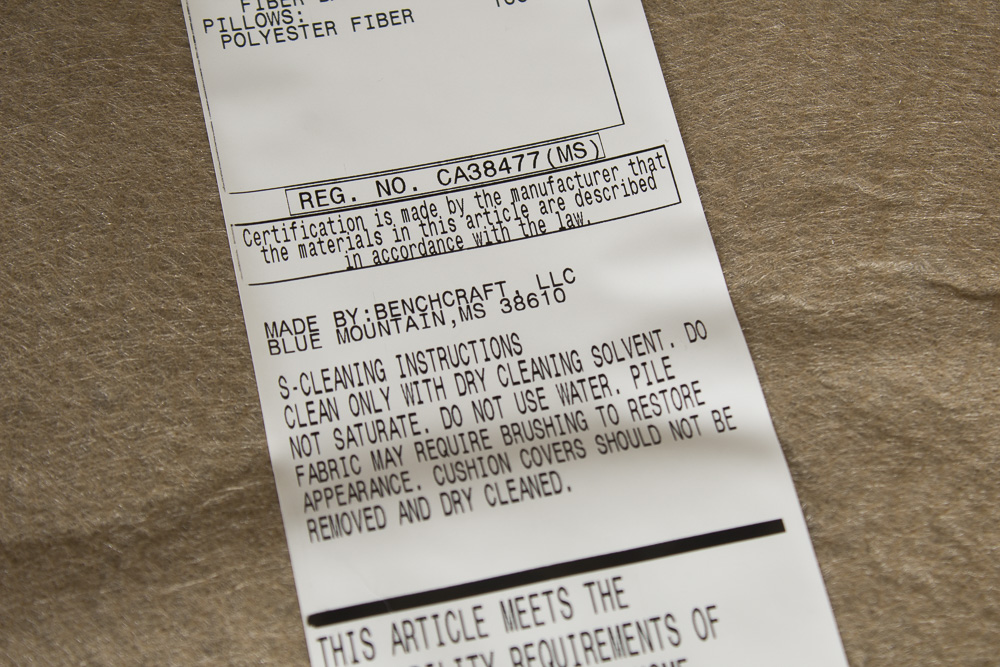 FIBER
PILLOWS:
POLYESTER FIBER
REG. NO. CA38477(MS)
Certification is made by the manufacturer that
the materials in this article are described
in accordance with the law.
MADE BY:BENCHCRAFT, LLC
BLUE MOUNTAIN,MS 38610
S-CLEANING INSTRUCTIONS
CLEAN ONLY WITH DRY CLEANING SOLVENT. DO
NOT SATURATE. DO NOT USE WATER. PILE
FABRIC MAY REQUIRE BRUSHING TO RESTORE
APPEARANCE. CUSHION COVERS SHOULD NOT BE
REMOVED AND DRY CLEANED.
THIS ARTICLE MEETS THE
REQUIREMENTS OF